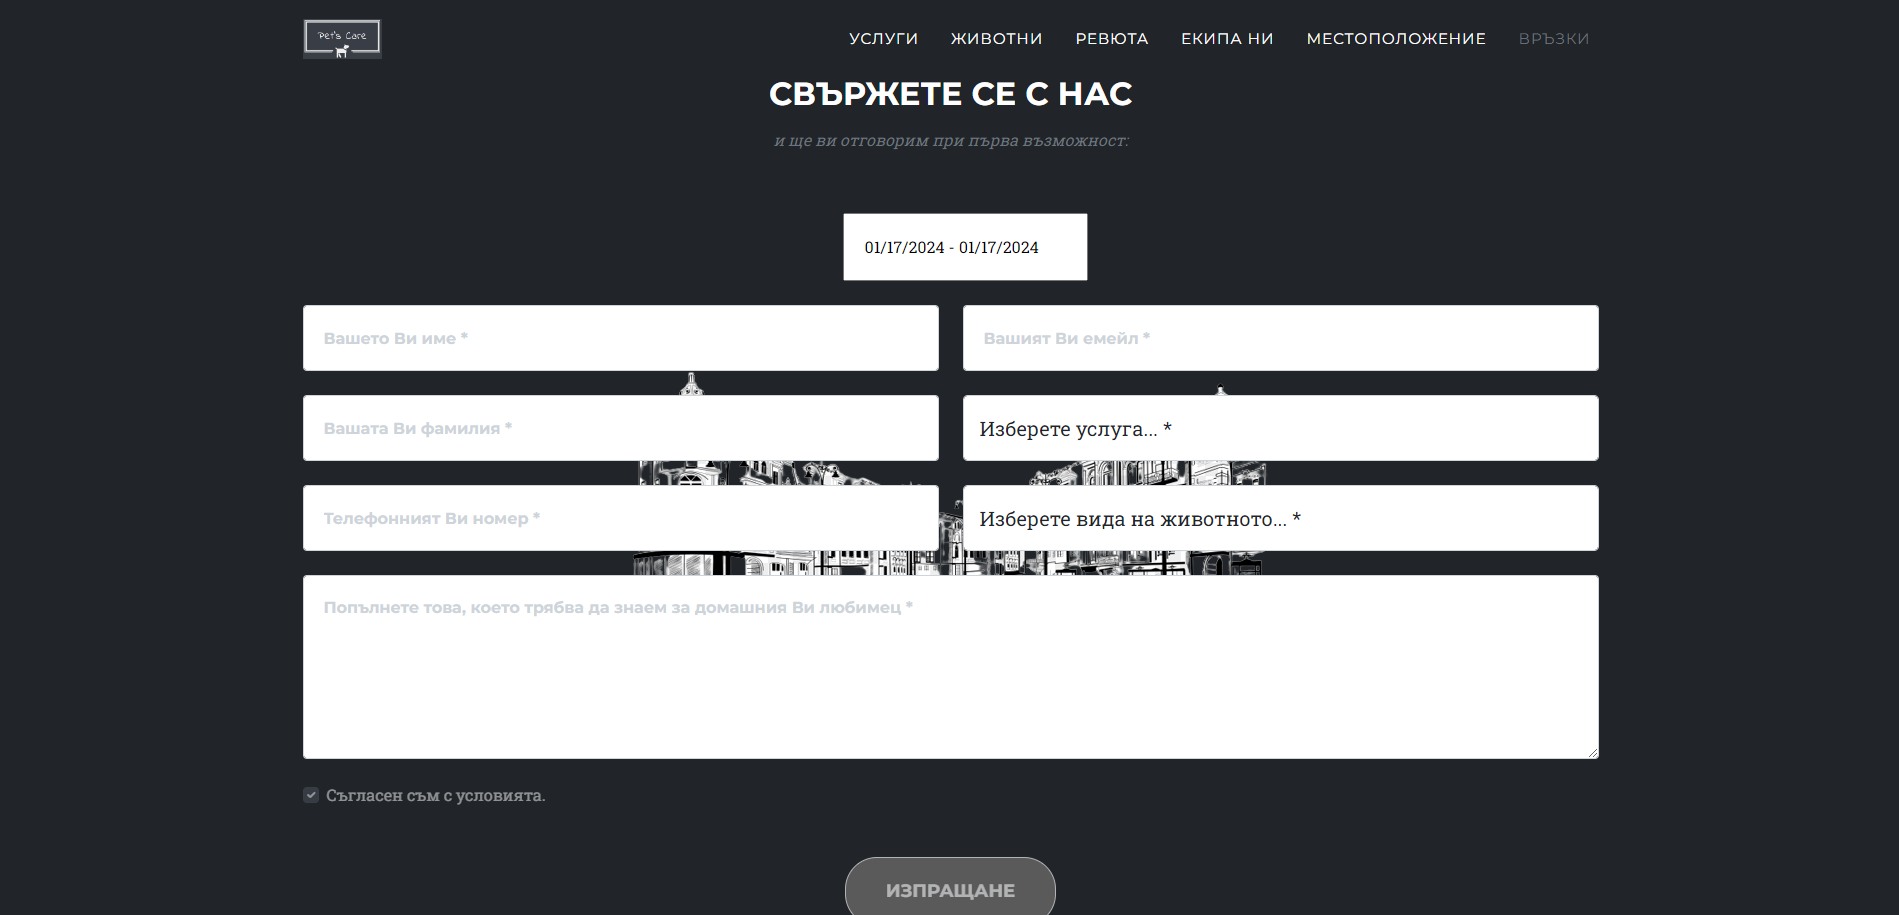 Pet's Care
УСЛУГИ ЖИВОТНИ РЕВЮТА ЕКИПА НИ МЕСТОПОЛОЖЕНИЕ ВРЪЗКИ
СВЪРЖЕТЕ СЕ С НАС
и ще ви отговорим при първа възможност:
01/17/2024 - 01/17/2024
Вашето Ви име *
Вашият Ви емейл *
Вашата Ви фамилия *
Изберете услуга... *
Телефонният Ви номер *
Изберете вида на животното... *
Попълнете това, което трябва да знаем за домашния Ви любимец *
Съгласен съм с условията.
ИЗПРАЩАНЕ